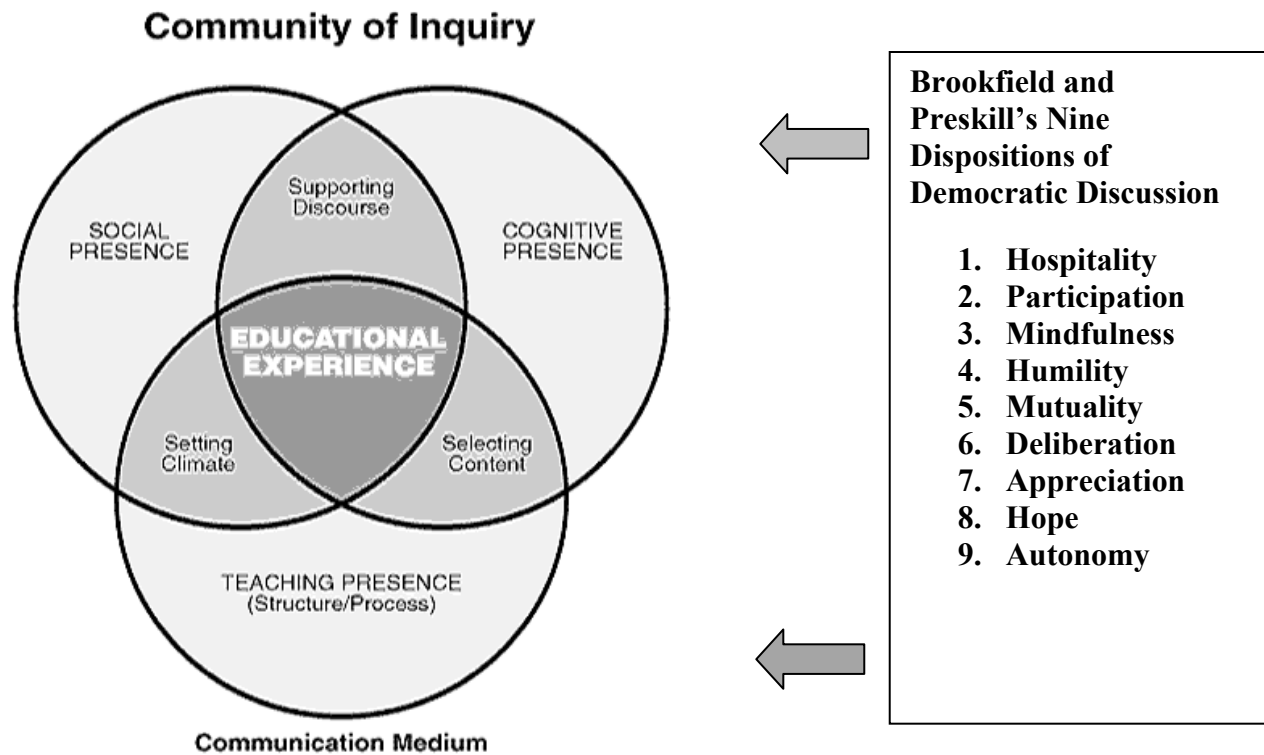 Community of Inquiry
Supporting
Discourse
SOCIAL
PRESENCE
COGNITIVE
PRESENCE
EDUCATIONAL
EXPERIENCE
Setting
Climate
Selecting
Content
TEACHING PRESENCE
(Structure/Process)
Communication Medium
Brookfield and
Preskill's Nine
Dispositions of
Democratic Discussion
1. Hospitality
2. Participation
3. Mindfulness
4. Humility
5. Mutuality
6. Deliberation
7. Appreciation
8. Hope
9. Autonomy